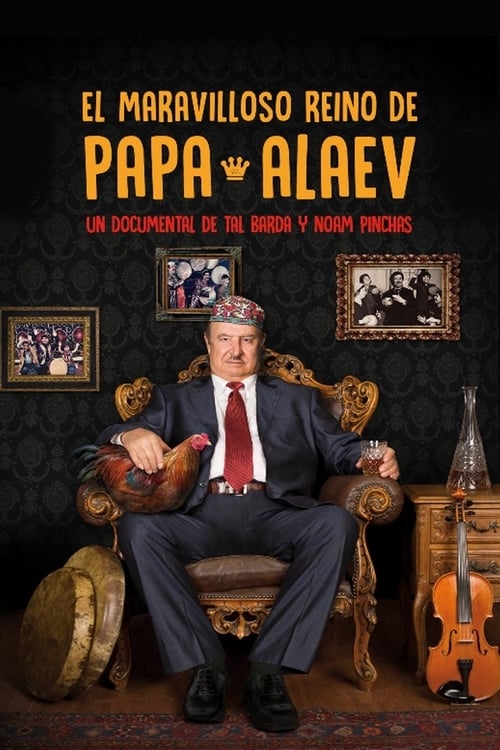 EL MARAVILLOSO REINO DE
PAPA ALAEV
UN DOCUMENTAL DE TAL BARDA Y NOAM PINCHAS